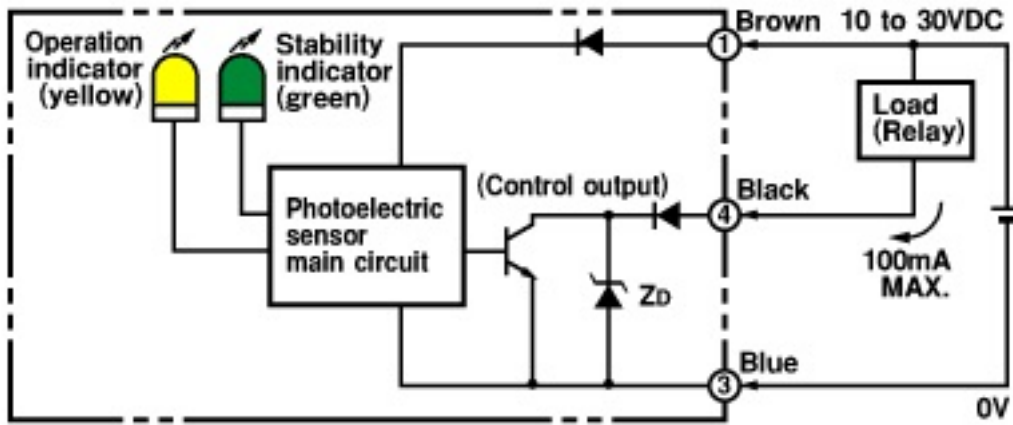 Operation
indicator
(yellow)
Stability
indicator
(green)
1
Brown 10 to 30VDC
Load
(Relay)
(Control output)
4
Black
Photoelectric
sensor
main circuit
100mA
MAX.
ZD
3
Blue
0V